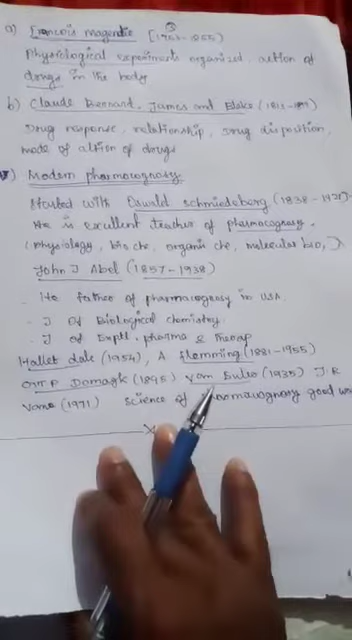 a) Francois magendie [1783-1855)
Physiological experiments organized, action of
drugs in the body
b) Claude Bernard, James and Blake (1813-1878)
Drug response, relationship, Drug disposition,
mode of action of drugs
Modern pharmacognosy
Started with Oswald schmiedeberg (1838-1921)
He is excellent teacher of pharmacognosy.
(physiology, bio che, organic che, molecular bio,)
John J Abel (1857-1938)
- He father of pharmacognosy in USA
- J of Biological chemistry
- J of Exptl. pharma & Therap
Hallet dale (1954), A flemming (1881-1955)
OTT P Domagk (1895) Vam Euleo (1935) J.R
Vane (1971) science of pharmacognosy good